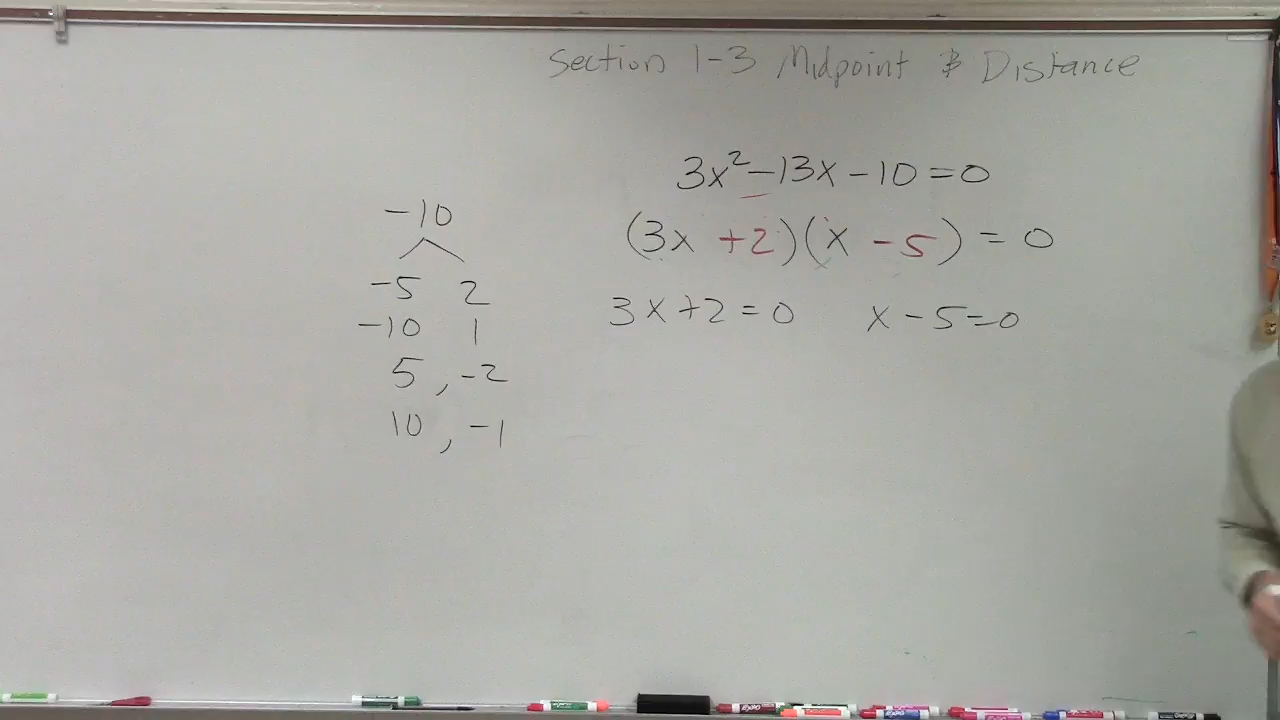 Section 1-3 Midpoint & Distance
3x²-13x-10=0
(3x +2)(x -5) = 0
3x+2=0 x-5=0
-10
-5 2
-10 1
5, -2
10, -1